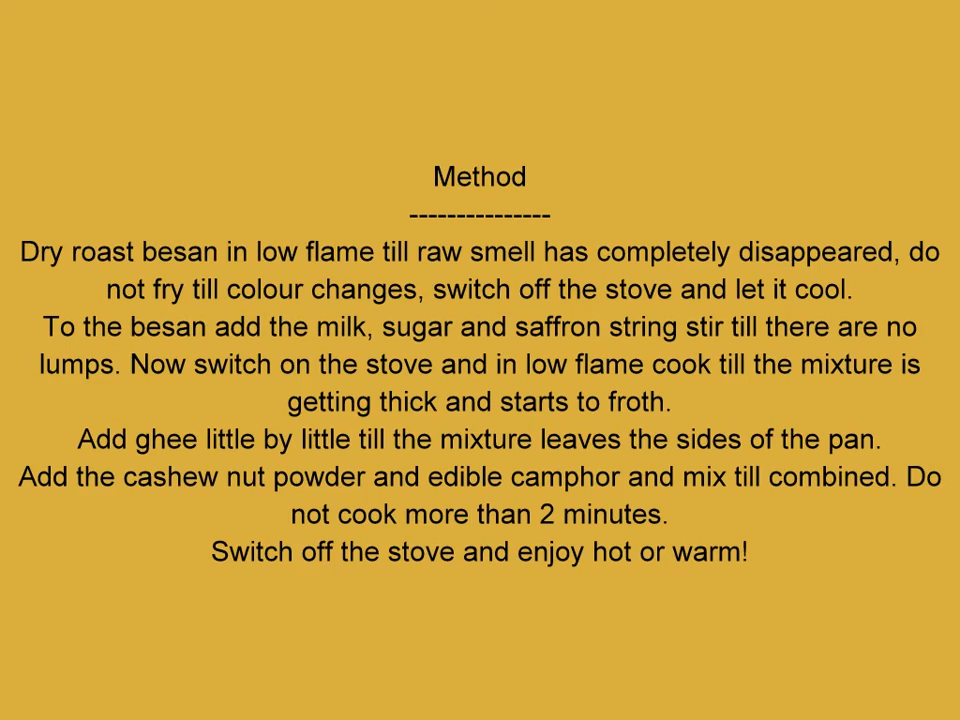 Method
---------------
Dry roast besan in low flame till raw smell has completely disappeared, do
not fry till colour changes, switch off the stove and let it cool.
To the besan add the milk, sugar and saffron string stir till there are no
lumps. Now switch on the stove and in low flame cook till the mixture is
getting thick and starts to froth.
Add ghee little by little till the mixture leaves the sides of the pan.
Add the cashew nut powder and edible camphor and mix till combined. Do
not cook more than 2 minutes.
Switch off the stove and enjoy hot or warm!